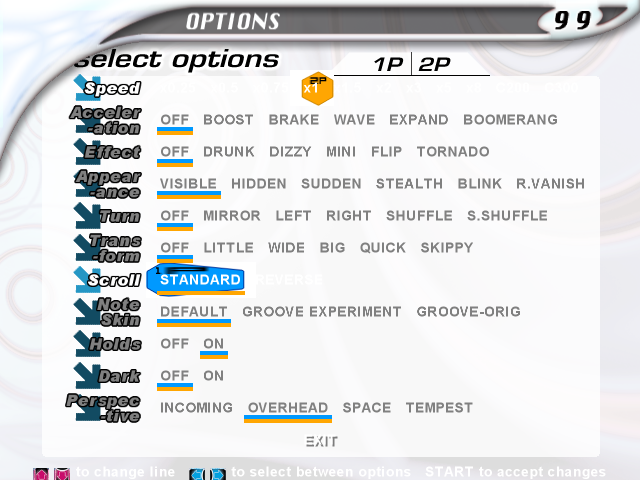 OPTIONS 99
select options 1P 2P
Speed x1 2P
Acceler-ation OFF BOOST BRAKE WAVE EXPAND BOOMERANG
Effect OFF DRUNK DIZZY MINI FLIP TORNADO
Appear-ance VISIBLE HIDDEN SUDDEN STEALTH BLINK R.VANISH
Turn OFF MIRROR LEFT RIGHT SHUFFLE S.SHUFFLE
Trans-form OFF LITTLE WIDE BIG QUICK SKIPPY
Scroll 1 STANDARD REVERSE
Note Skin DEFAULT GROOVE EXPERIMENT GROOVE-ORIG
Holds OFF ON
Dark OFF ON
Perspec-tive INCOMING OVERHEAD SPACE TEMPEST
EXIT
to change line to select between options START to accept changes